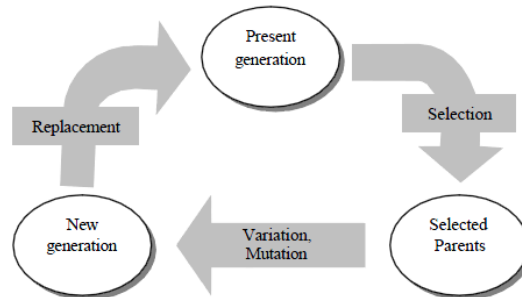 Present
generation
Replacement
Selection
New
generation
Variation,
Mutation
Selected
Parents